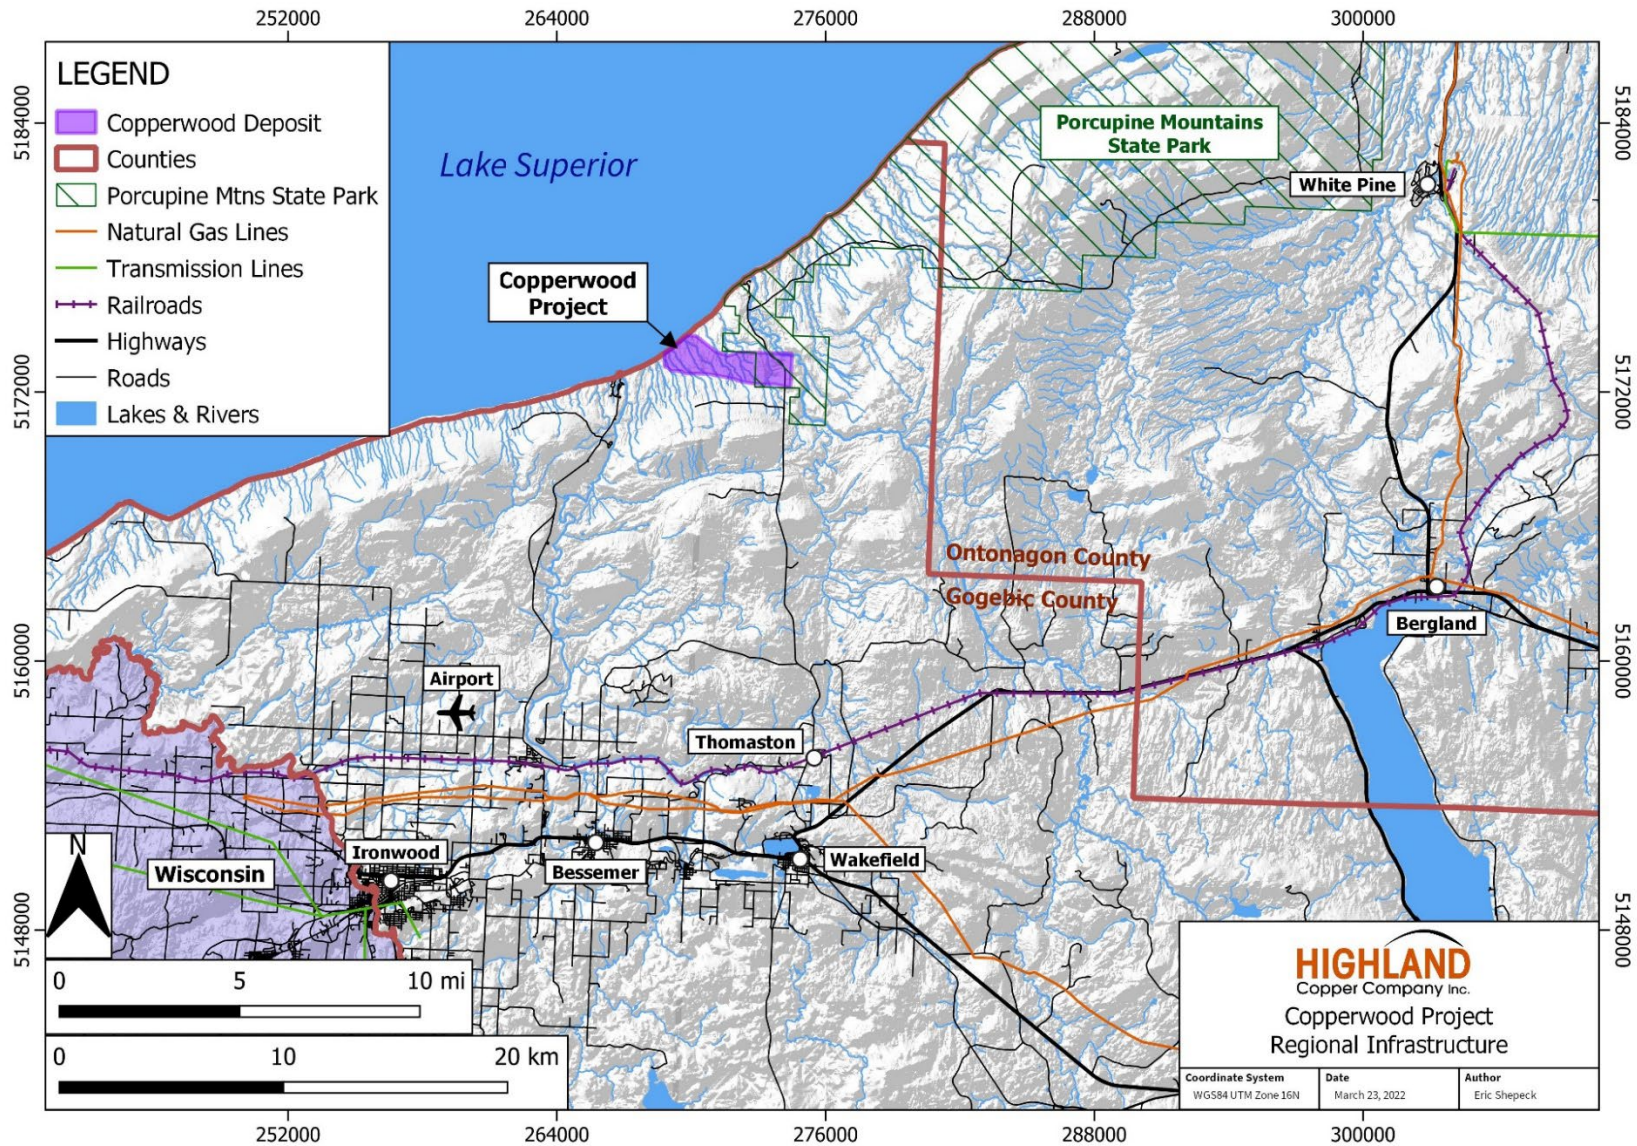 252000
264000
276000
288000
300000
LEGEND
Copperwood Deposit
Counties
Porcupine Mtns State Park
Natural Gas Lines
Transmission Lines
Railroads
Highways
Roads
Lakes & Rivers
5184000
5172000
5160000
5148000
Lake Superior
Porcupine Mountains
State Park
White Pine
Copperwood
Project
Ontonagon County
Gogebic County
Bergland
Airport
Thomaston
Ironwood
Wisconsin
Bessemer
Wakefield
N
0 5 10 mi
0 10 20 km
5184000
5172000
5160000
5148000
HIGHLAND
Copper Company Inc.
Copperwood Project
Regional Infrastructure
Coordinate System
WGS84 UTM Zone 16N
Date
March 23, 2022
Author
Eric Shepeck
252000
264000
276000
288000
300000